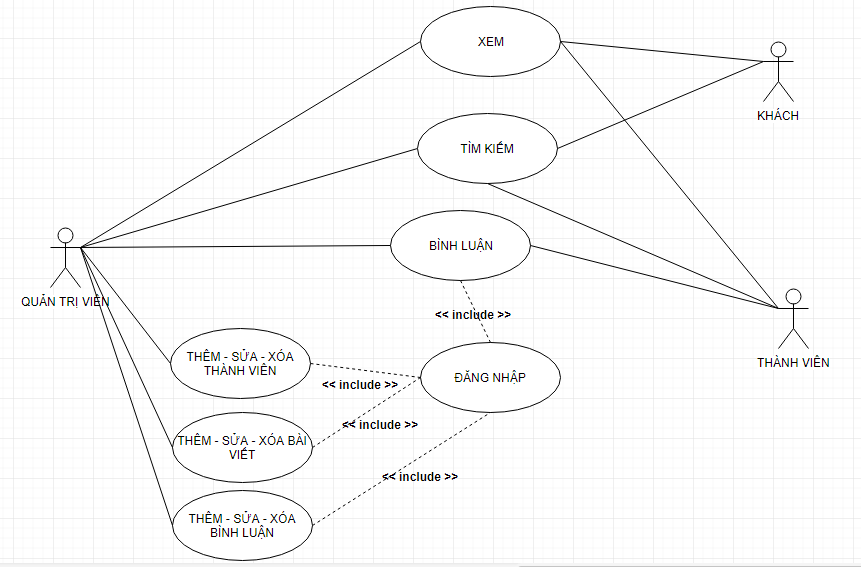 XEM
KHÁCH
TÌM KIẾM
BÌNH LUẬN
QUẢN TRỊ VIÊN
<< include >>
THÀNH VIÊN
THÊM - SỬA - XÓA
THÀNH VIÊN
ĐĂNG NHẬP
<< include >>
<< include >>
THÊM - SỬA - XÓA BÀI
VIẾT
<< include >>
THÊM - SỬA - XÓA
BÌNH LUẬN